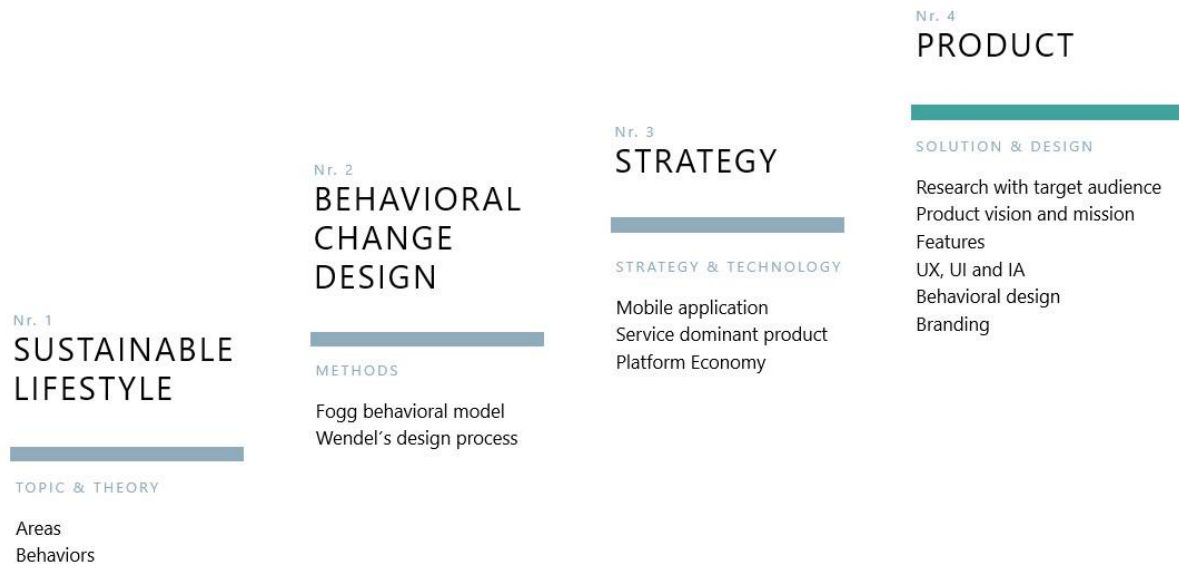 Nr. 1
SUSTAINABLE
LIFESTYLE
TOPIC & THEORY
Areas
Behaviors
Nr. 2
BEHAVIORAL
CHANGE
DESIGN
METHODS
Fogg behavioral model
Wendel´s design process
Nr. 3
STRATEGY
STRATEGY & TECHNOLOGY
Mobile application
Service dominant product
Platform Economy
Nr. 4
PRODUCT
SOLUTION & DESIGN
Research with target audience
Product vision and mission
Features
UX, UI and IA
Behavioral design
Branding